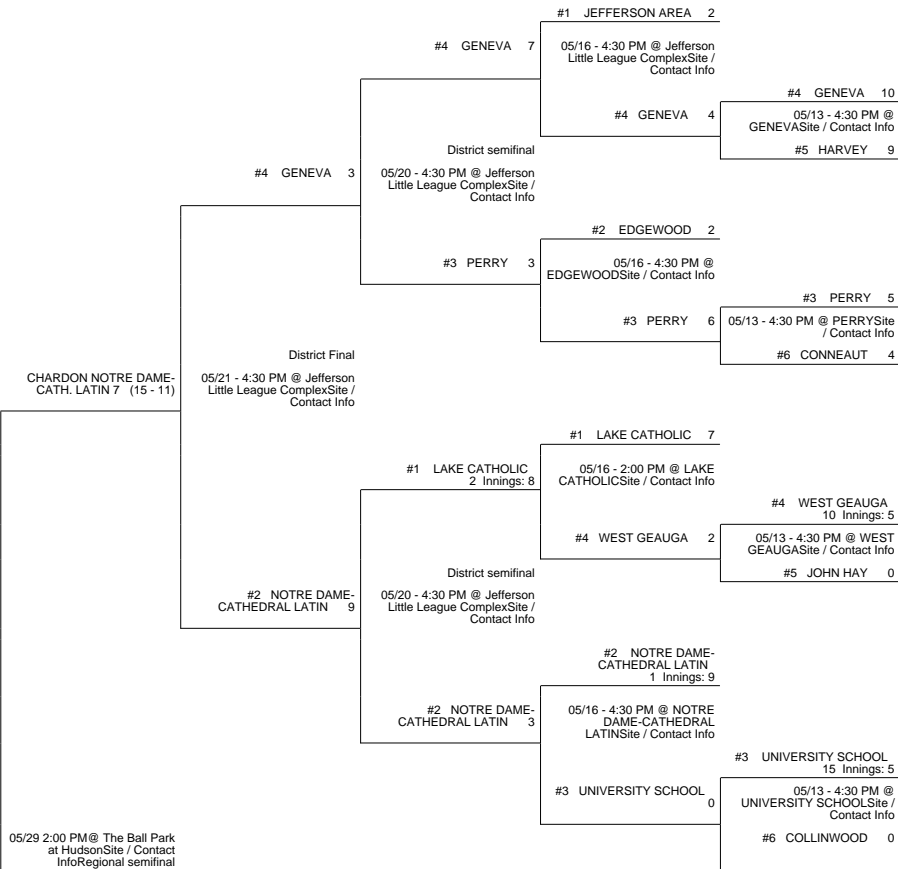 #1 JEFFERSON AREA 2
#4 GENEVA 7
05/16 - 4:30 PM @ Jefferson
Little League ComplexSite /
Contact Info
#4 GENEVA 10
#4 GENEVA 4
05/13 - 4:30 PM @
GENEVASite / Contact Info
#5 HARVEY 9
District semifinal
#4 GENEVA 3
05/20 - 4:30 PM @ Jefferson
Little League ComplexSite /
Contact Info
#2 EDGEWOOD 2
#3 PERRY 3
05/16 - 4:30 PM @
EDGEWOODSite / Contact Info
#3 PERRY 5
#3 PERRY 6
05/13 - 4:30 PM @ PERRYSite
/ Contact Info
#6 CONNEAUT 4
District Final
CHARDON NOTRE DAME-
CATH. LATIN 7 (15 - 11)
05/21 - 4:30 PM @ Jefferson
Little League ComplexSite /
Contact Info
#1 LAKE CATHOLIC 7
#1 LAKE CATHOLIC
2 Innings: 8
05/16 - 2:00 PM @ LAKE
CATHOLICSite / Contact Info
#4 WEST GEAUGA
10 Innings: 5
#4 WEST GEAUGA 2
05/13 - 4:30 PM @ WEST
GEAUGASite / Contact Info
#5 JOHN HAY 0
District semifinal
#2 NOTRE DAME-
CATHEDRAL LATIN 9
05/20 - 4:30 PM @ Jefferson
Little League ComplexSite /
Contact Info
#2 NOTRE DAME-
CATHEDRAL LATIN
1 Innings: 9
#2 NOTRE DAME-
CATHEDRAL LATIN 3
05/16 - 4:30 PM @ NOTRE
DAME-CATHEDRAL
LATINSite / Contact Info
#3 UNIVERSITY SCHOOL
15 Innings: 5
#3 UNIVERSITY SCHOOL
0
05/13 - 4:30 PM @
UNIVERSITY SCHOOLSite /
Contact Info
#6 COLLINWOOD 0
05/29 2:00 PM@ The Ball Park
at HudsonSite / Contact
InfoRegional semifinal